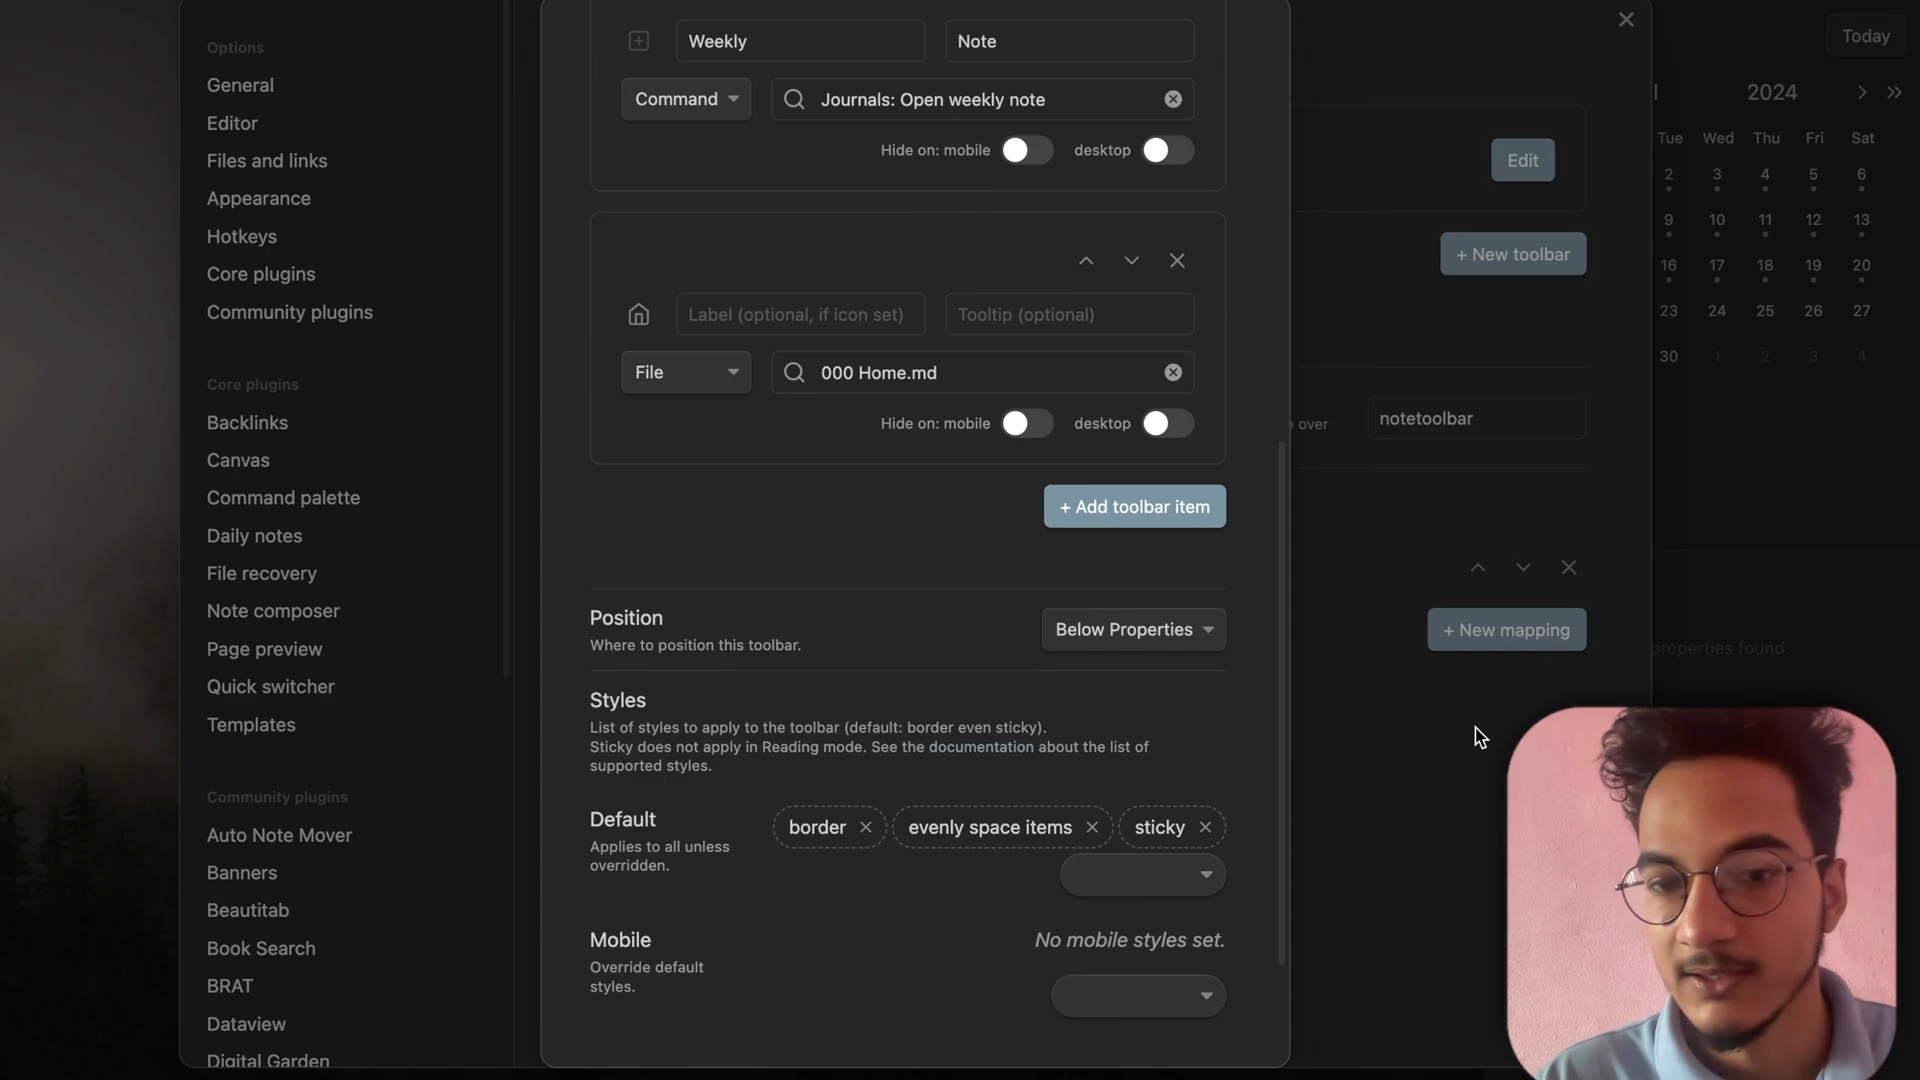 Options
General
Editor
Files and links
Appearance
Hotkeys
Core plugins
Community plugins
Core plugins
Backlinks
Canvas
Command palette
Daily notes
File recovery
Note composer
Page preview
Quick switcher
Templates
Community plugins
Auto Note Mover
Banners
Beautitab
Book Search
BRAT
Dataview
Digital Garden
Weekly Note
Command Journals: Open weekly note
Hide on: mobile desktop
Label (optional, if icon set) Tooltip (optional)
File 000 Home.md
Hide on: mobile desktop
+ Add toolbar item
Position
Where to position this toolbar.
Below Properties
Styles
List of styles to apply to the toolbar (default: border even sticky).
Sticky does not apply in Reading mode. See the documentation about the list of
supported styles.
Default
Applies to all unless
overridden.
border evenly space items sticky
Mobile
Override default
styles.
No mobile styles set.
Edit
+ New toolbar
over notetoolbar
+ New mapping
Today
2024
Tue Wed Thu Fri Sat
2 3 4 5 6
9 10 11 12 13
16 17 18 19 20
23 24 25 26 27
30 1 2 3 4
properties found.